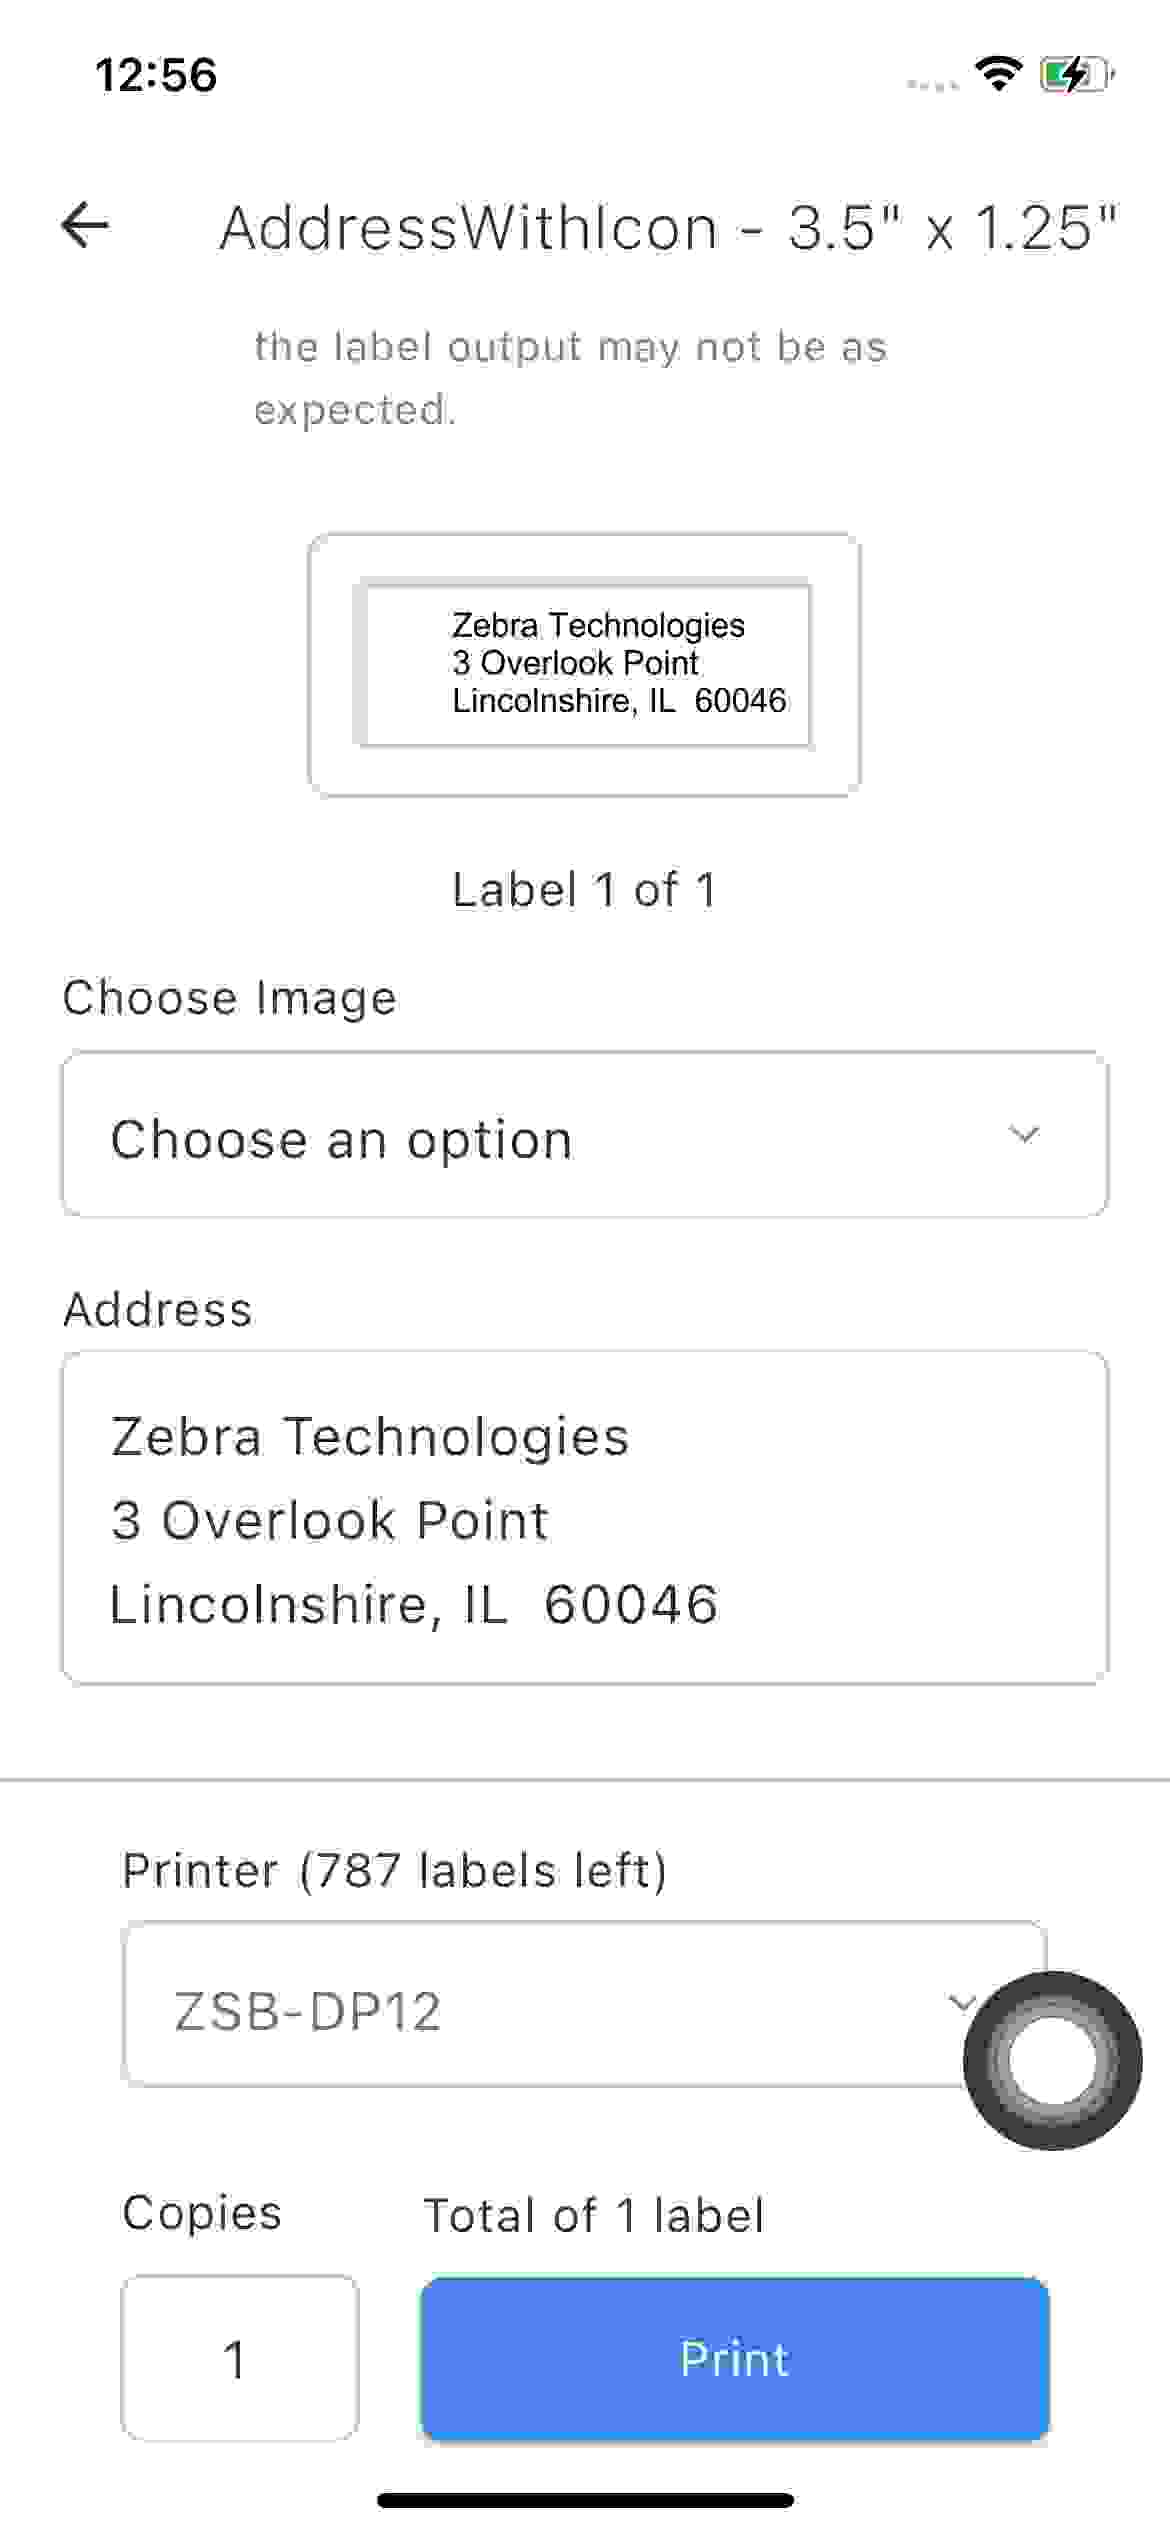 12:56
AddressWithIcon - 3.5" x 1.25"
the label output may not be as
expected.
Zebra Technologies
3 Overlook Point
Lincolnshire, IL  60046
Label 1 of 1
Choose Image
Choose an option
Address
Zebra Technologies
3 Overlook Point
Lincolnshire, IL  60046
Printer (787 labels left)
ZSB-DP12
Copies
Total of 1 label
1
Print